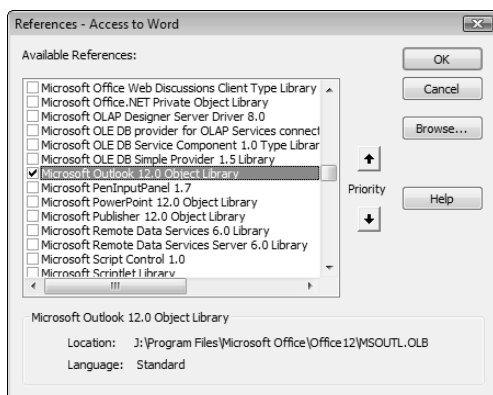 References - Access to Word
Available References:
Microsoft Office Web Discussions Client Type Library
Microsoft Office.NET Private Object Library
Microsoft OLAP Designer Server Driver 8.0
Microsoft OLE DB provider for OLAP Services connect
Microsoft OLE DB Service Component 1.0 Type Librar
Microsoft OLE DB Simple Provider 1.5 Library
Microsoft Outlook 12.0 Object Library
Microsoft PenInputPanel 1.7
Microsoft PowerPoint 12.0 Object Library
Microsoft Publisher 12.0 Object Library
Microsoft Remote Data Services 6.0 Library
Microsoft Remote Data Services Server 6.0 Library
Microsoft Script Control 1.0
Microsoft Scriptlet Library
OK
Cancel
Browse...
Priority
Help
Microsoft Outlook 12.0 Object Library
Location: J:\Program Files\Microsoft Office\Office12\MSOUTL.OLB
Language: Standard